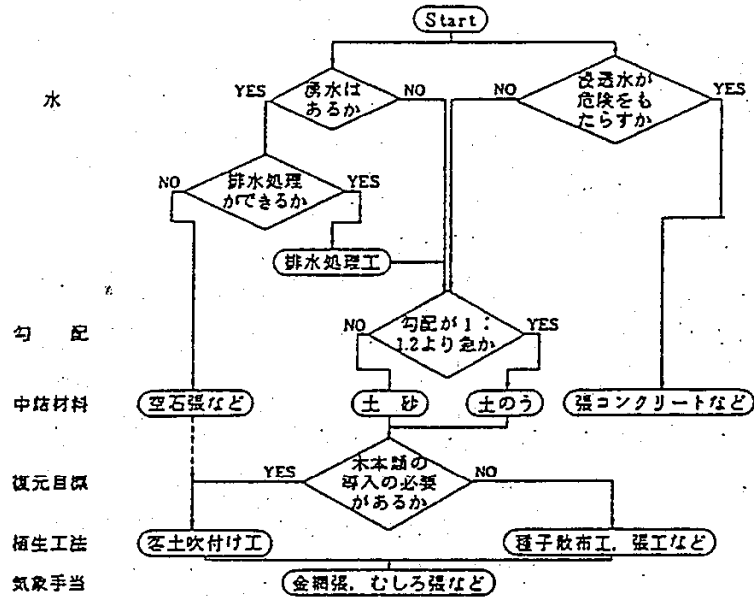 Start
水
YES
湧水は
あるか
NO
NO
浸透水が
危険をも
たらすか
YES
NO
排水処理
ができるか
YES
排水処理工
勾 配
NO
勾配が1:
1.2より急か
YES
中詰材料
空石張など
土 砂
土のう
張コンクリートなど
復元目標
YES
木本類の
導入の必要
があるか
NO
植生工法
客土吹付け工
種子散布工, 張工など
気象手当
金網張, むしろ張など